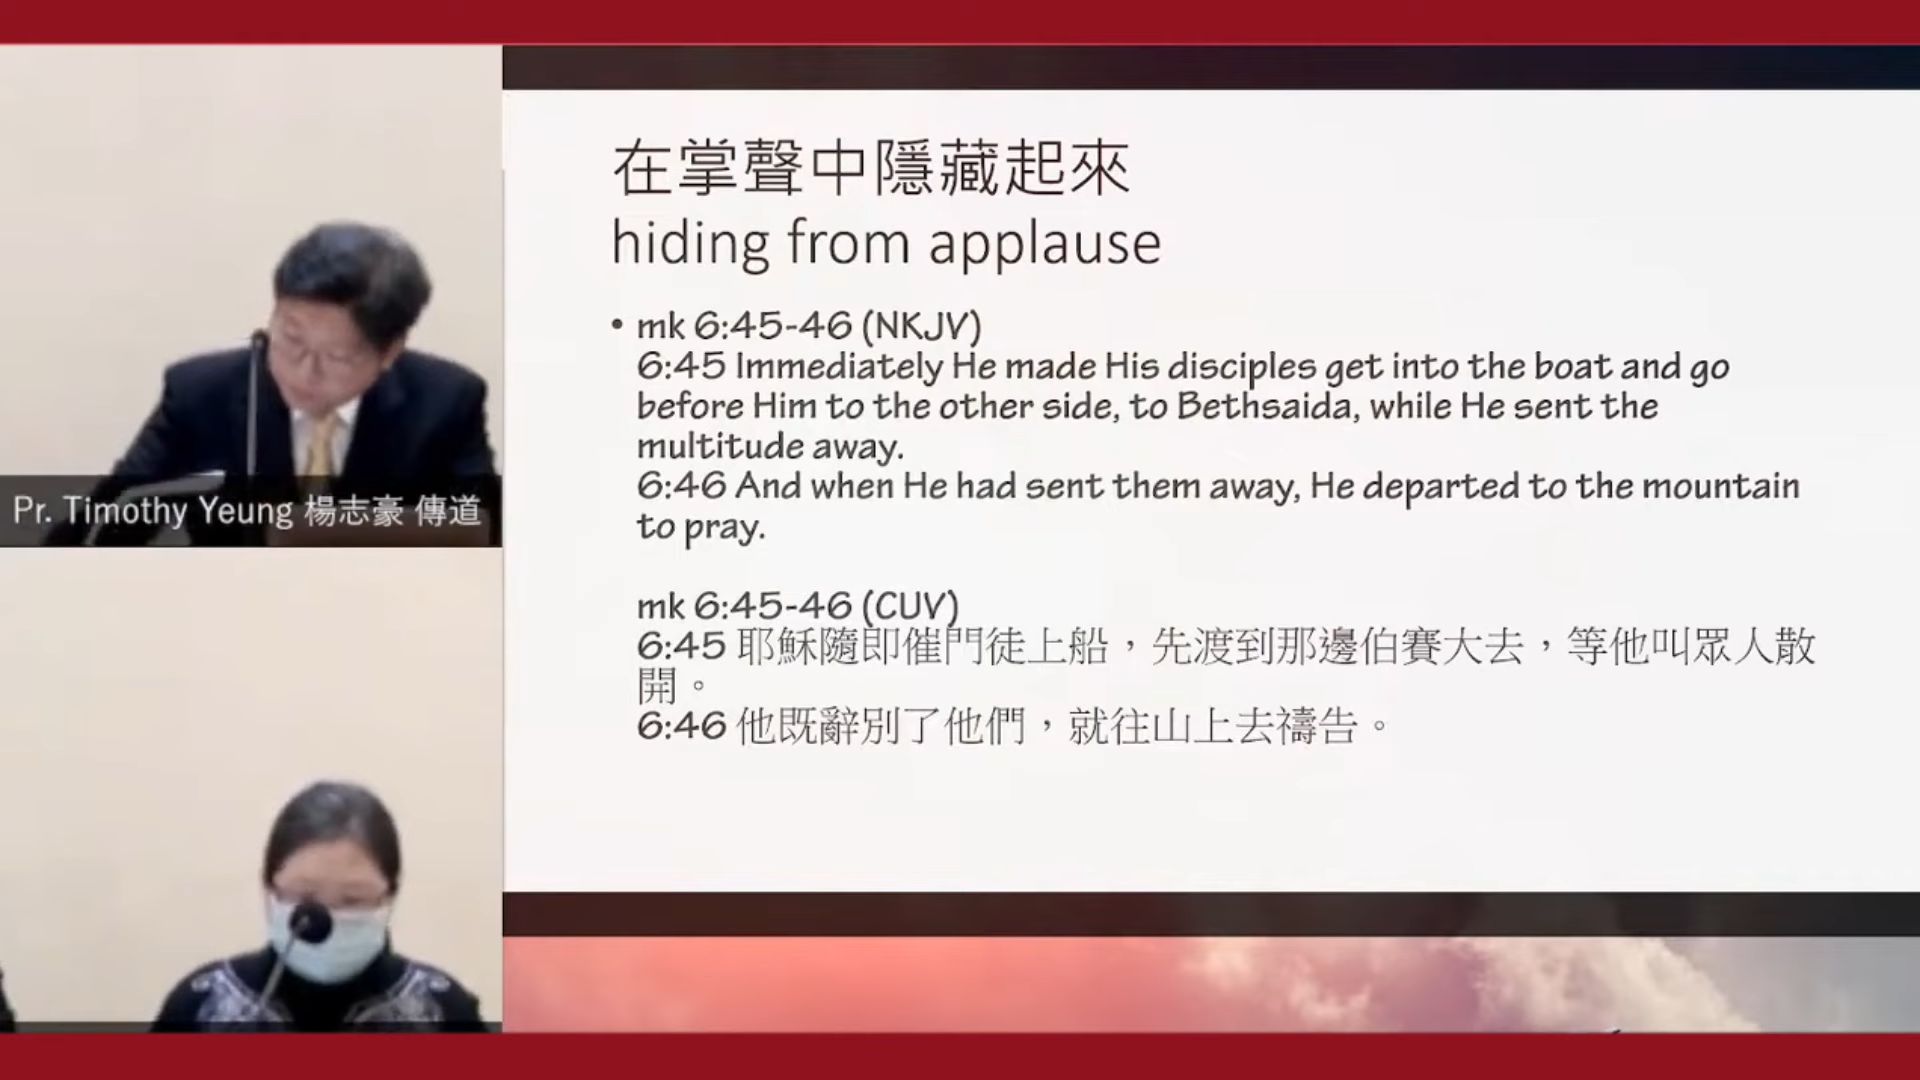 在掌聲中隱藏起來
hiding from applause
• mk 6:45-46 (NKJV)
6:45 Immediately He made His disciples get into the boat and go
before Him to the other side, to Bethsaida, while He sent the
multitude away.
6:46 And when He had sent them away, He departed to the mountain
to pray.
mk 6:45-46 (CUV)
6:45 耶穌隨即催門徒上船，先渡到那邊伯賽大去，等他叫眾人散
開。
6:46 他既辭別了他們，就往山上去禱告。
Pr. Timothy Yeung 楊志豪 傳道